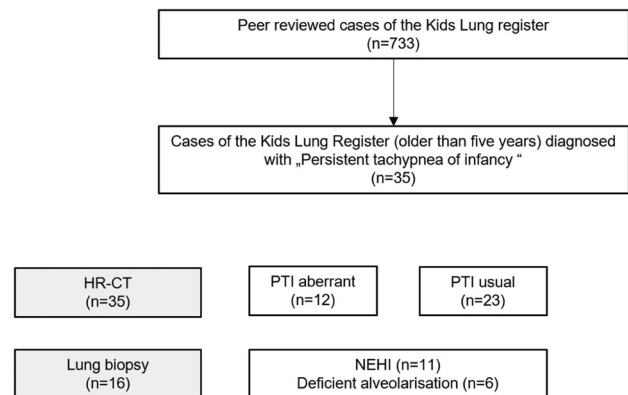 Peer reviewed cases of the Kids Lung register
(n=733)
Cases of the Kids Lung Register (older than five years) diagnosed
with „Persistent tachypnea of infancy “
(n=35)
HR-CT
(n=35)
PTI aberrant
(n=12)
PTI usual
(n=23)
Lung biopsy
(n=16)
NEHI (n=11)
Deficient alveolarisation (n=6)